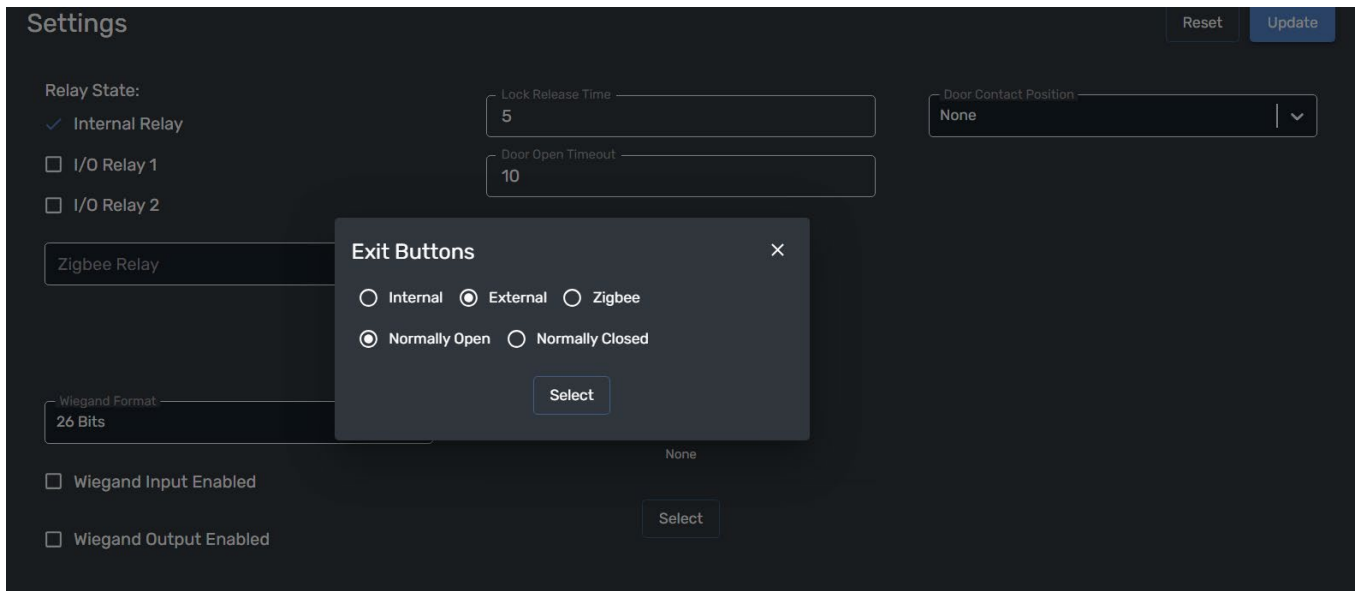 Settings
Reset
Update
Relay State:
Internal Relay
I/O Relay 1
I/O Relay 2
Zigbee Relay
Lock Release Time
5
Door Open Timeout
10
Door Contact Position
None
Exit Buttons
Internal
External
Zigbee
Normally Open
Normally Closed
Select
Wiegand Format
26 Bits
Wiegand Input Enabled
Wiegand Output Enabled
None
Select